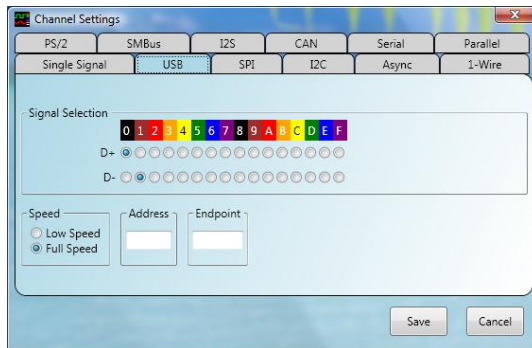 Channel Settings
PS/2 SMBus I2S CAN Serial Parallel
Single Signal USB SPI I2C Async 1-Wire
Signal Selection
0 1 2 3 4 5 6 7 8 9 A B C D E F
D+
D-
Speed Address Endpoint
Low Speed
Full Speed
Save Cancel